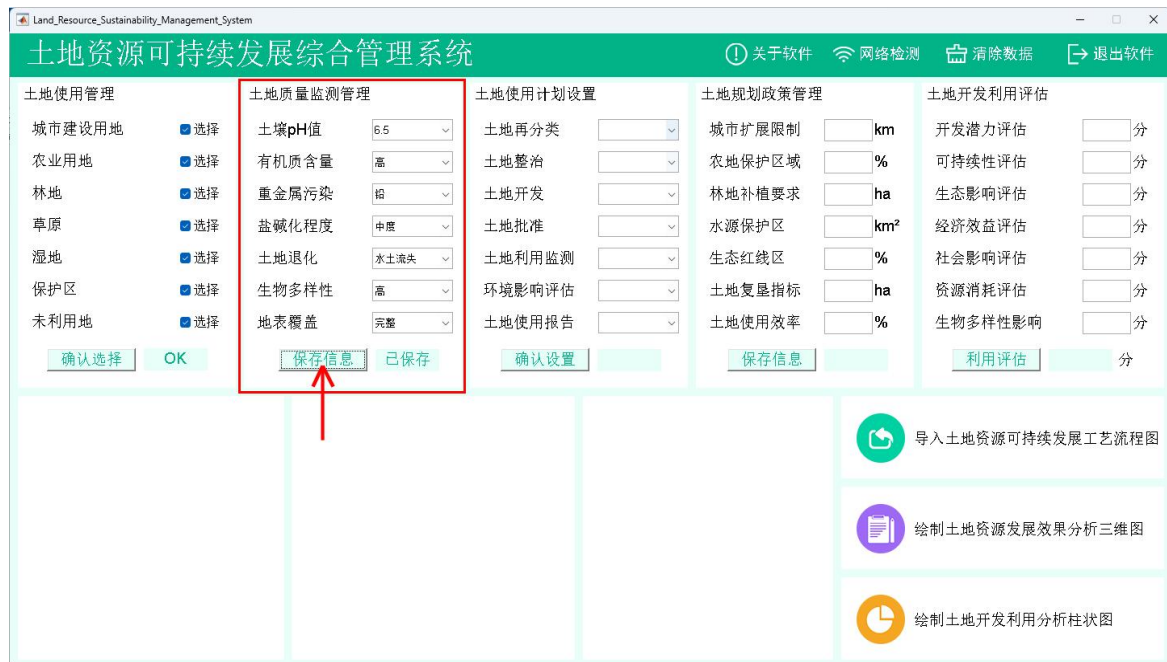 Land_Resource_Sustainability_Management_System
土地资源可持续发展综合管理系统
关于软件 网络检测 清除数据 退出软件
土地使用管理
城市建设用地 选择
农业用地 选择
林地 选择
草原 选择
湿地 选择
保护区 选择
未利用地 选择
确认选择 OK
土地质量监测管理
土壤pH值 6.5
有机质含量 高
重金属污染 铅
盐碱化程度 中度
土地退化 水土流失
生物多样性 高
地表覆盖 完整
保存信息 已保存
土地使用计划设置
土地再分类
土地整治
土地开发
土地批准
土地利用监测
环境影响评估
土地使用报告
确认设置
土地规划政策管理
城市扩展限制 km
农地保护区域 %
林地补植要求 ha
水源保护区 km²
生态红线区 %
土地复垦指标 ha
土地使用效率 %
保存信息
土地开发利用评估
开发潜力评估 分
可持续性评估 分
生态影响评估 分
经济效益评估 分
社会影响评估 分
资源消耗评估 分
生物多样性影响 分
利用评估 分
导入土地资源可持续发展工艺流程图
绘制土地资源发展效果分析三维图
绘制土地开发利用分析柱状图